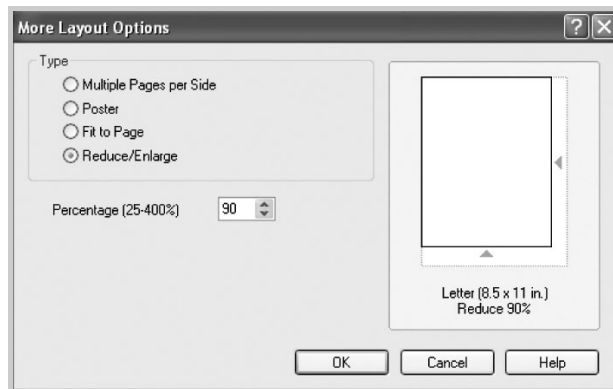 More Layout Options
Type
Multiple Pages per Side
Poster
Fit to Page
Reduce/Enlarge
Percentage (25-400%) 90
Letter (8.5 x 11 in.)
Reduce 90%
OK Cancel Help